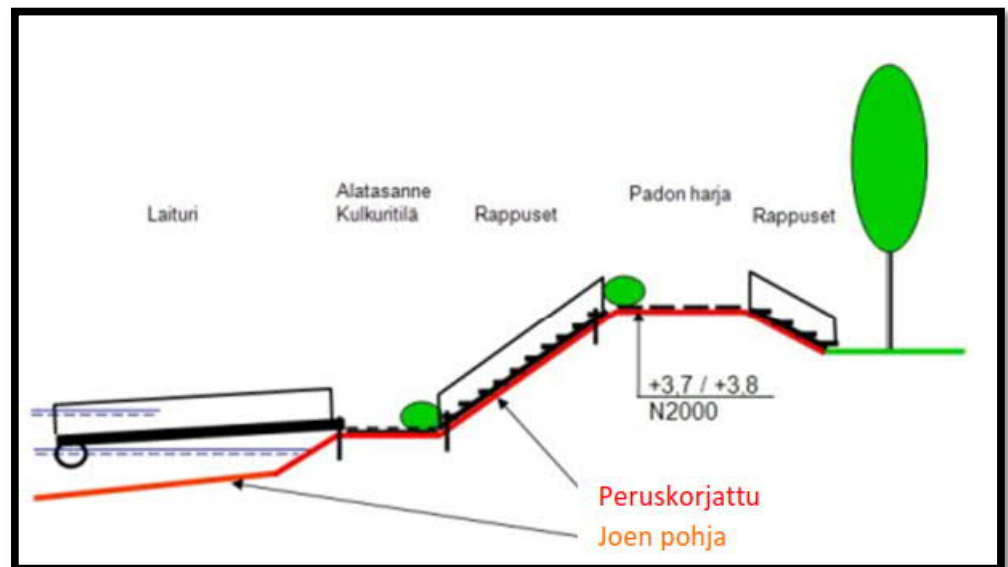 Laituri
Alatasanne
Kulkuritilä
Rappuset
Padon harja
Rappuset
+3,7 / +3,8
N2000
Peruskorjattu
Joen pohja